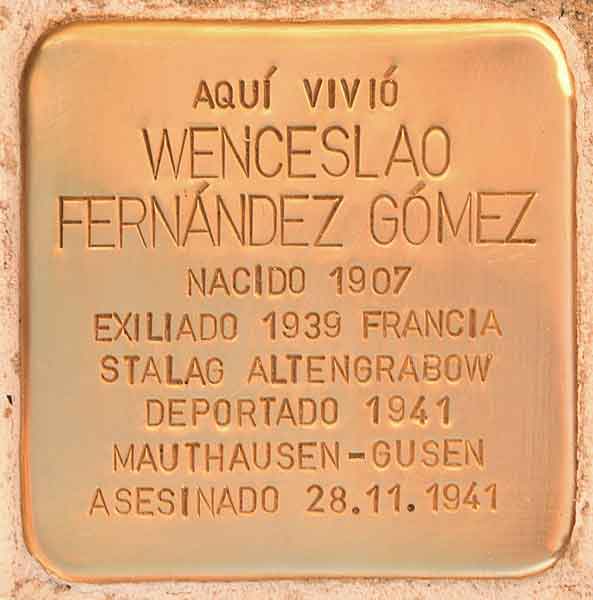 AQUÍ VIVIÓ
WENCESLAO
FERNÁNDEZ GÓMEZ
NACIDO 1907
EXILIADO 1939 FRANCIA
STALAG ALTENGRABOW
DEPORTADO 1941
MAUTHAUSEN-GUSEN
ASESINADO 28.11.1941